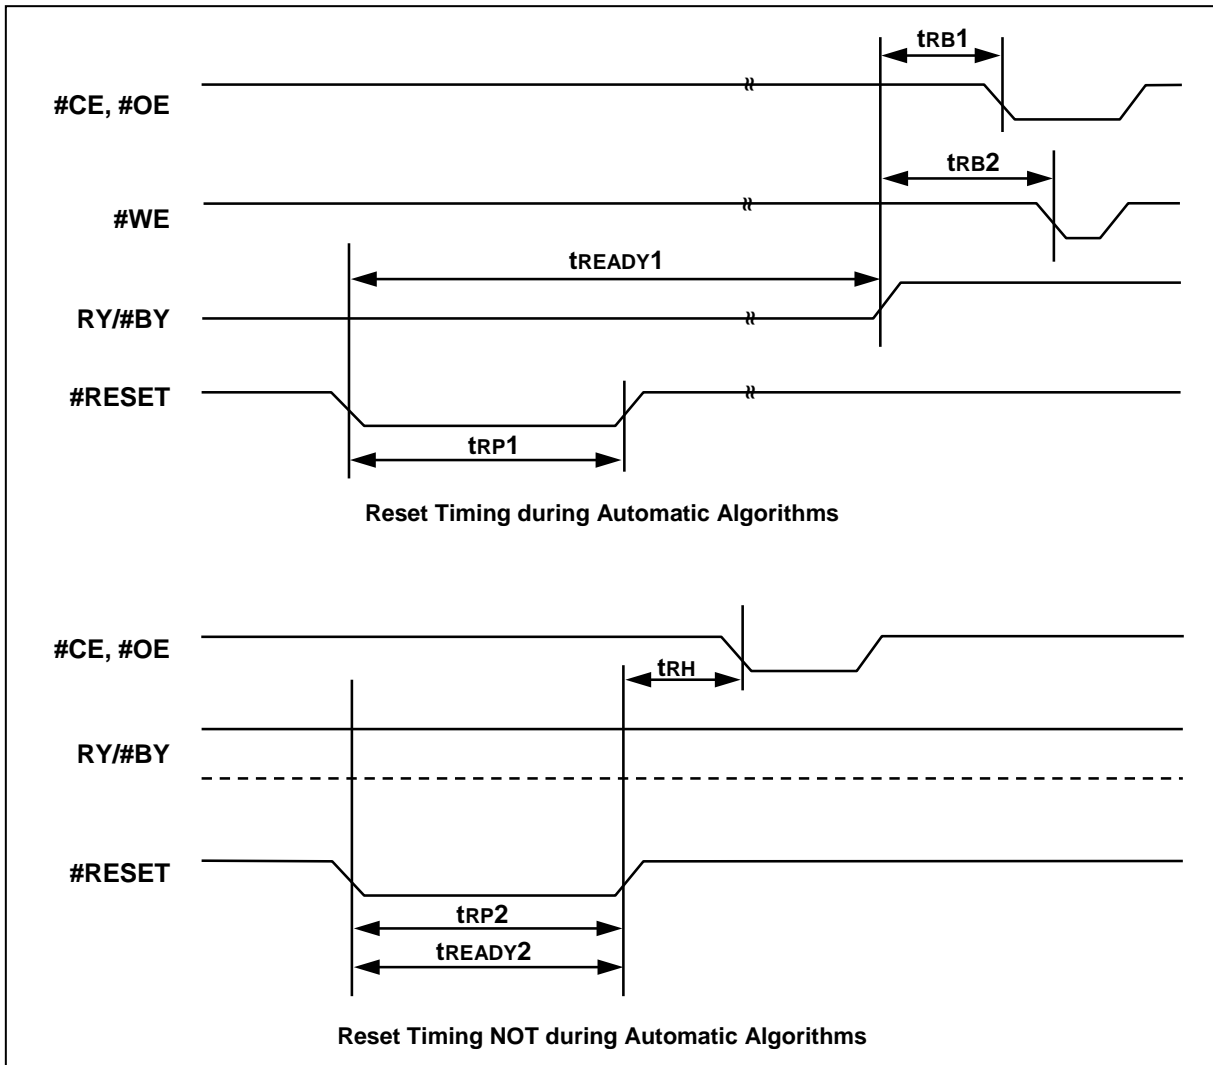 tRB1
#CE, #OE
tRB2
#WE
tREADY1
RY/#BY
#RESET
tRP1
Reset Timing during Automatic Algorithms
#CE, #OE
tRH
RY/#BY
#RESET
tRP2
tREADY2
Reset Timing NOT during Automatic Algorithms